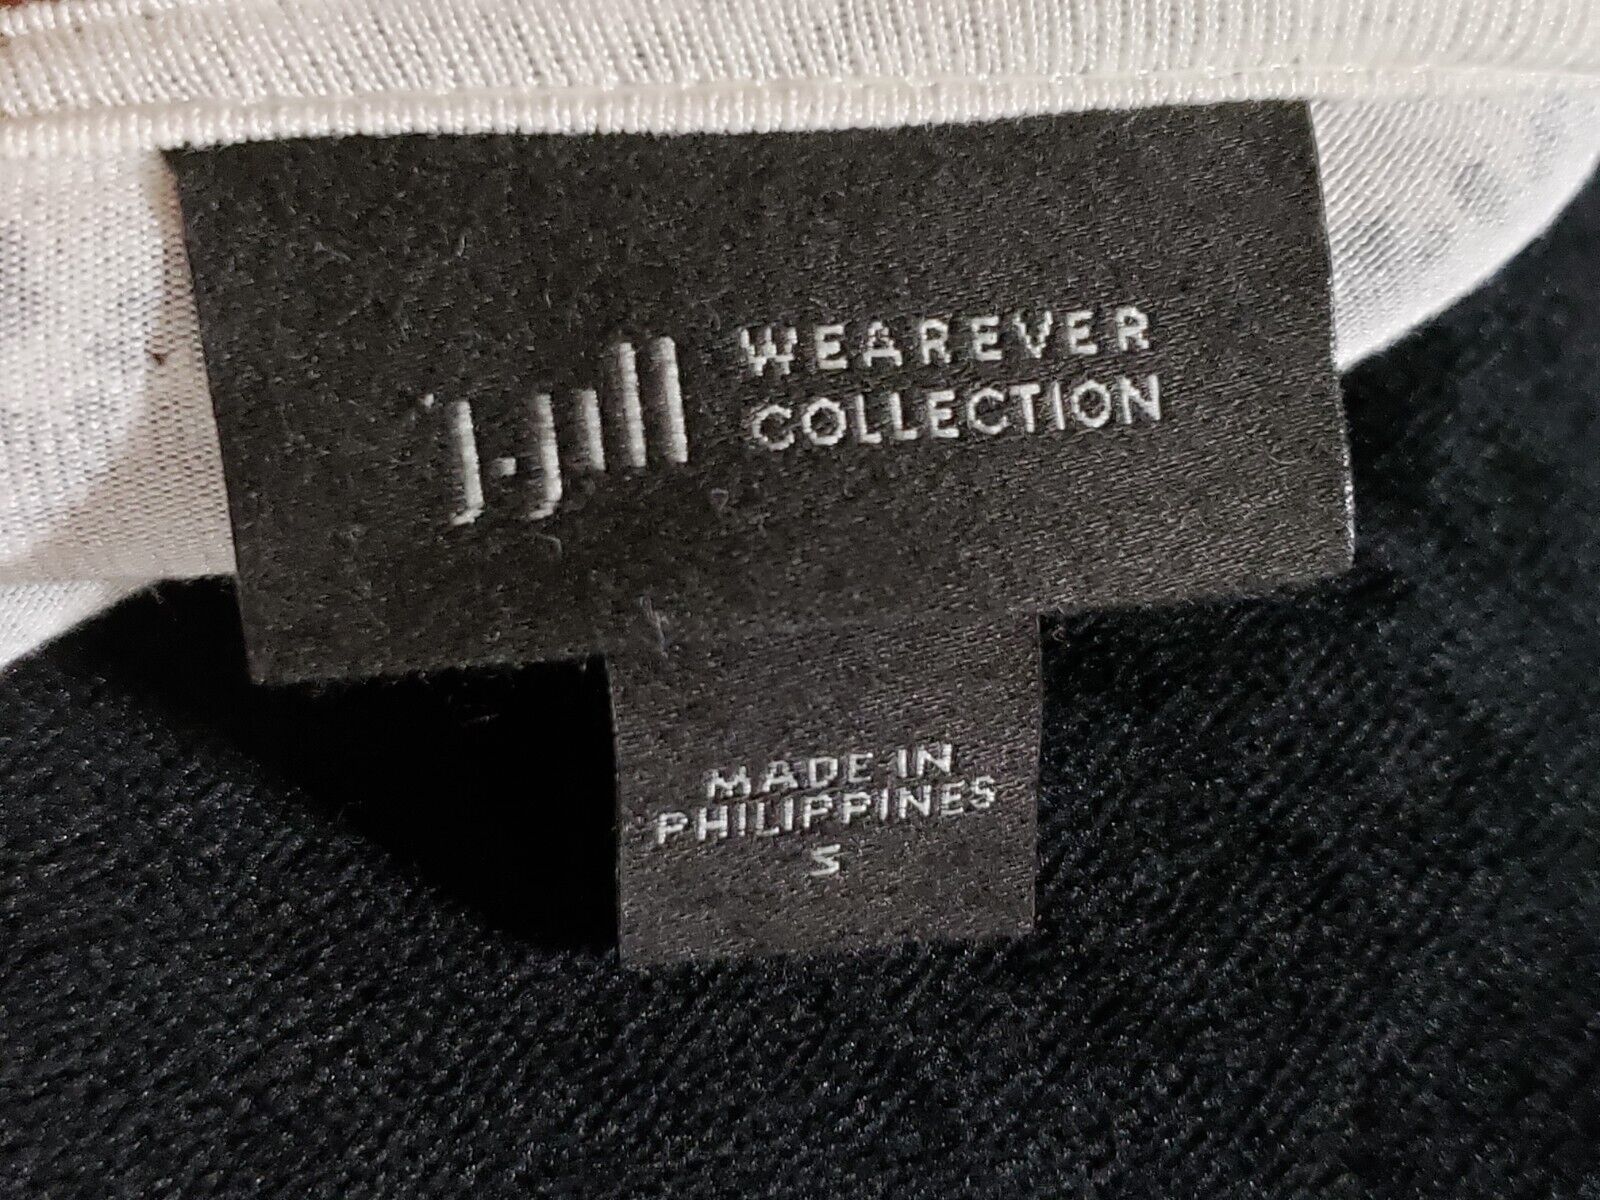 J.Jill
WEAREVER
COLLECTION
MADE IN
PHILIPPINES
S